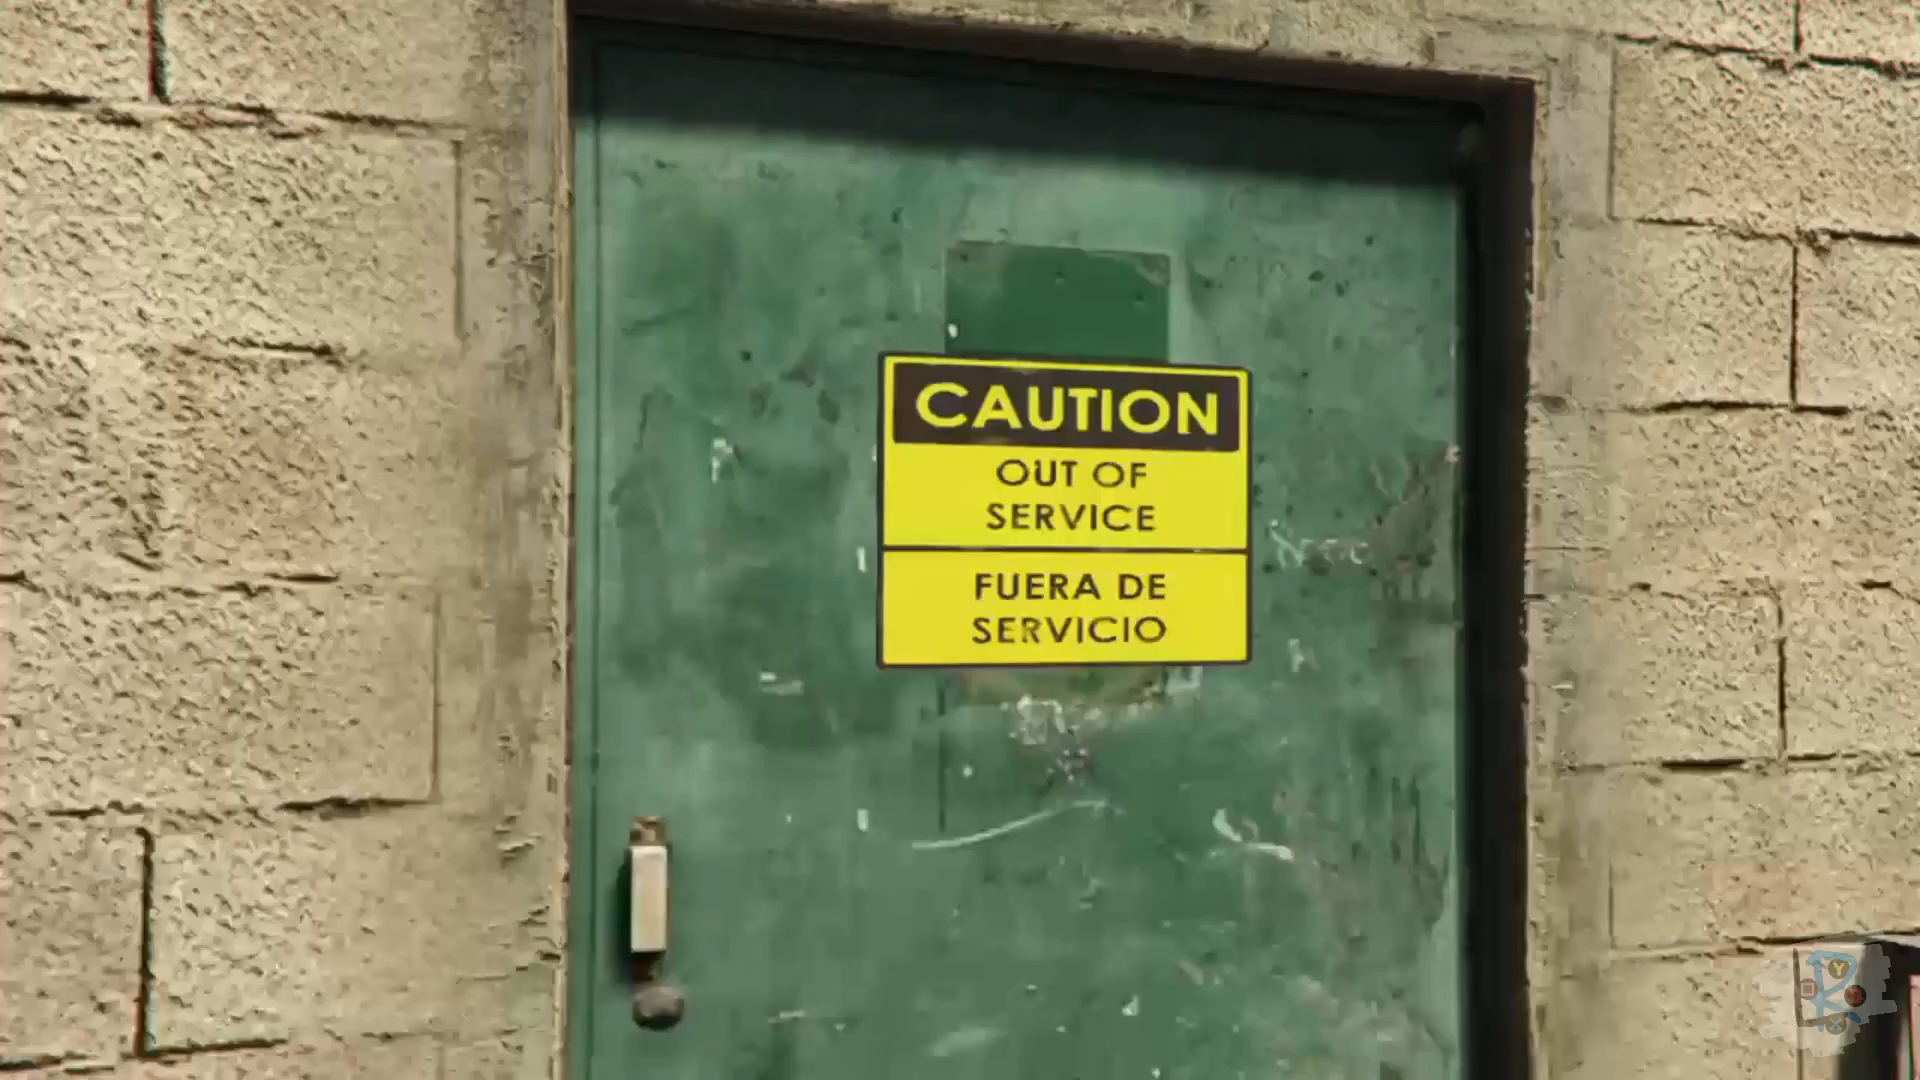 CAUTION
OUT OF
SERVICE
FUERA DE
SERVICIO